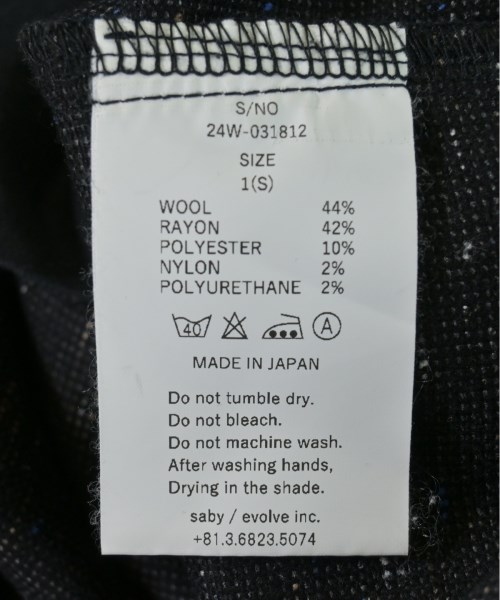 S/NO
24W-031812
SIZE
1(S)
WOOL 44%
RAYON 42%
POLYESTER 10%
NYLON 2%
POLYURETHANE 2%
40 A
MADE IN JAPAN
Do not tumble dry.
Do not bleach.
Do not machine wash.
After washing hands,
Drying in the shade.
saby / evolve inc.
+81.3.6823.5074